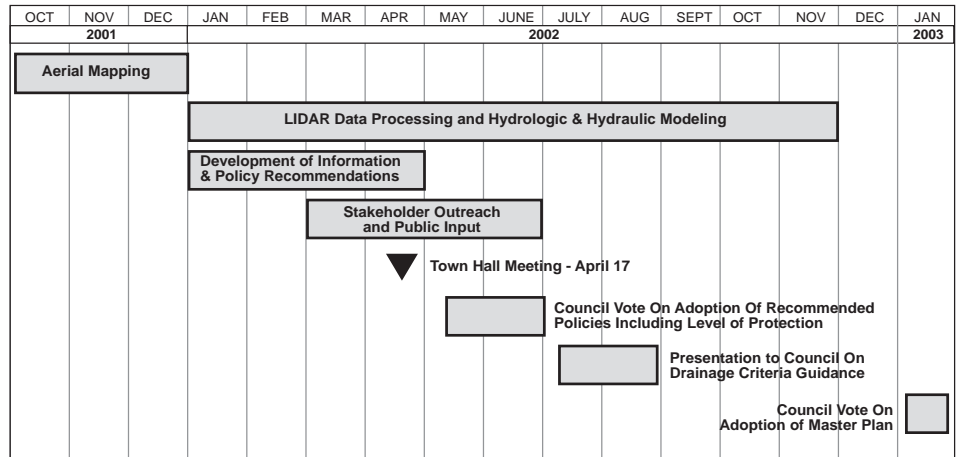 OCT NOV DEC JAN FEB MAR APR MAY JUNE JULY AUG SEPT OCT NOV DEC JAN
2001 2002 2003
Aerial Mapping
LIDAR Data Processing and Hydrologic & Hydraulic Modeling
Development of Information
& Policy Recommendations
Stakeholder Outreach
and Public Input
Town Hall Meeting - April 17
Council Vote On Adoption Of Recommended
Policies Including Level of Protection
Presentation to Council On
Drainage Criteria Guidance
Council Vote On
Adoption of Master Plan